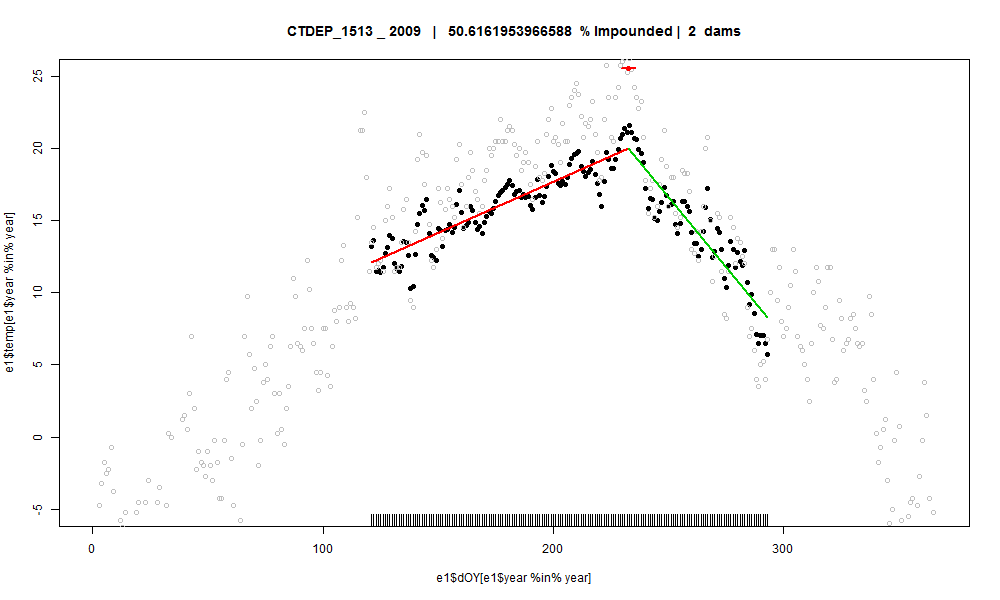 CTDEP_1513 _ 2009 | 50.6161953966588 % Impounded | 2 dams
25
20
15
10
5
0
-5
e1$temp[e1$year %in% year]
0 100 200 300
e1$dOY[e1$year %in% year]